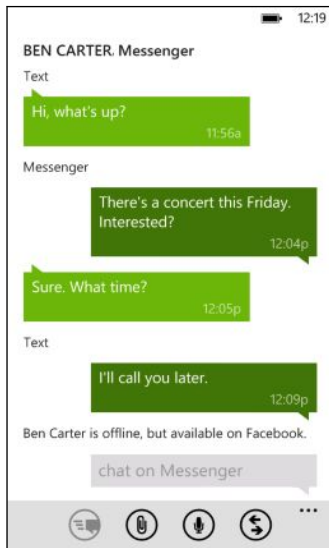 12:19
BEN CARTER, Messenger
Text
Hi, what's up?
11:56a
Messenger
There's a concert this Friday.
Interested?
12:04p
Sure. What time?
12:05p
Text
I'll call you later.
12:09p
Ben Carter is offline, but available on Facebook.
chat on Messenger